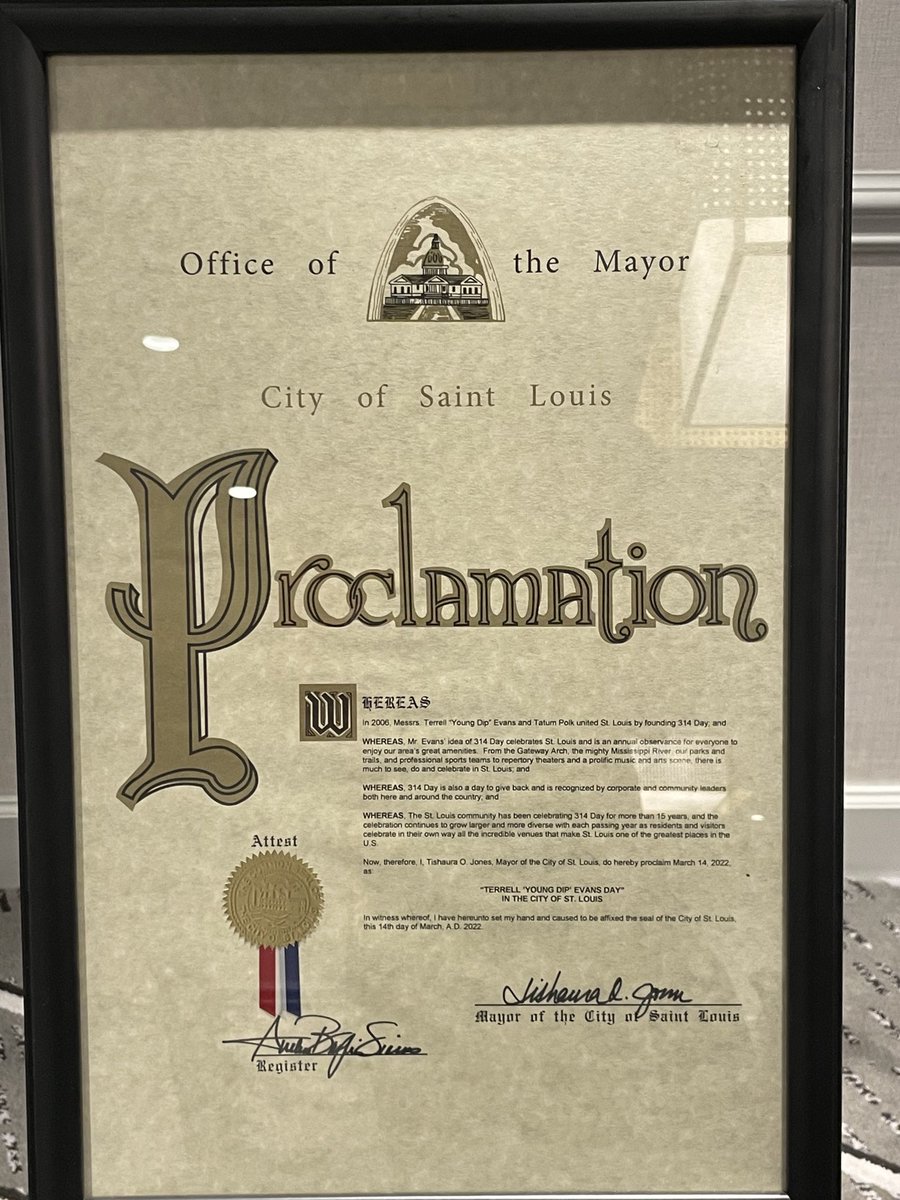 Office of the Mayor
City of Saint Louis
Proclamation
WHEREAS
In 2006, Messrs. Terrell "Young Dip" Evans and Tatum Polk united St. Louis by founding 314 Day; and
WHEREAS, Mr. Evans' idea of 314 Day celebrates St. Louis and is an annual observance for everyone to
enjoy our area's great amenities. From the Gateway Arch, the mighty Mississippi River, our parks and
trails, and professional sports teams to repertory theaters and a prolific music and arts scene, there is
much to see, do and celebrate in St. Louis; and
WHEREAS, 314 Day is also a day to give back and is recognized by corporate and community leaders
both here and around the country; and
WHEREAS, The St. Louis community has been celebrating 314 Day for more than 15 years, and the
celebration continues to grow larger and more diverse with each passing year as residents and visitors
celebrate in their own way all the incredible venues that make St. Louis one of the greatest places in the
U.S.
Now, therefore, I, Tishaura O. Jones, Mayor of the City of St. Louis, do hereby proclaim March 14, 2022,
as:
"TERRELL 'YOUNG DIP' EVANS DAY"
IN THE CITY OF ST. LOUIS
In witness whereof, I have hereunto set my hand and caused to be affixed the seal of the City of St. Louis,
this 14th day of March, A.D. 2022.
Attest
Tishaura O. Jones
Mayor of the City of Saint Louis
Register